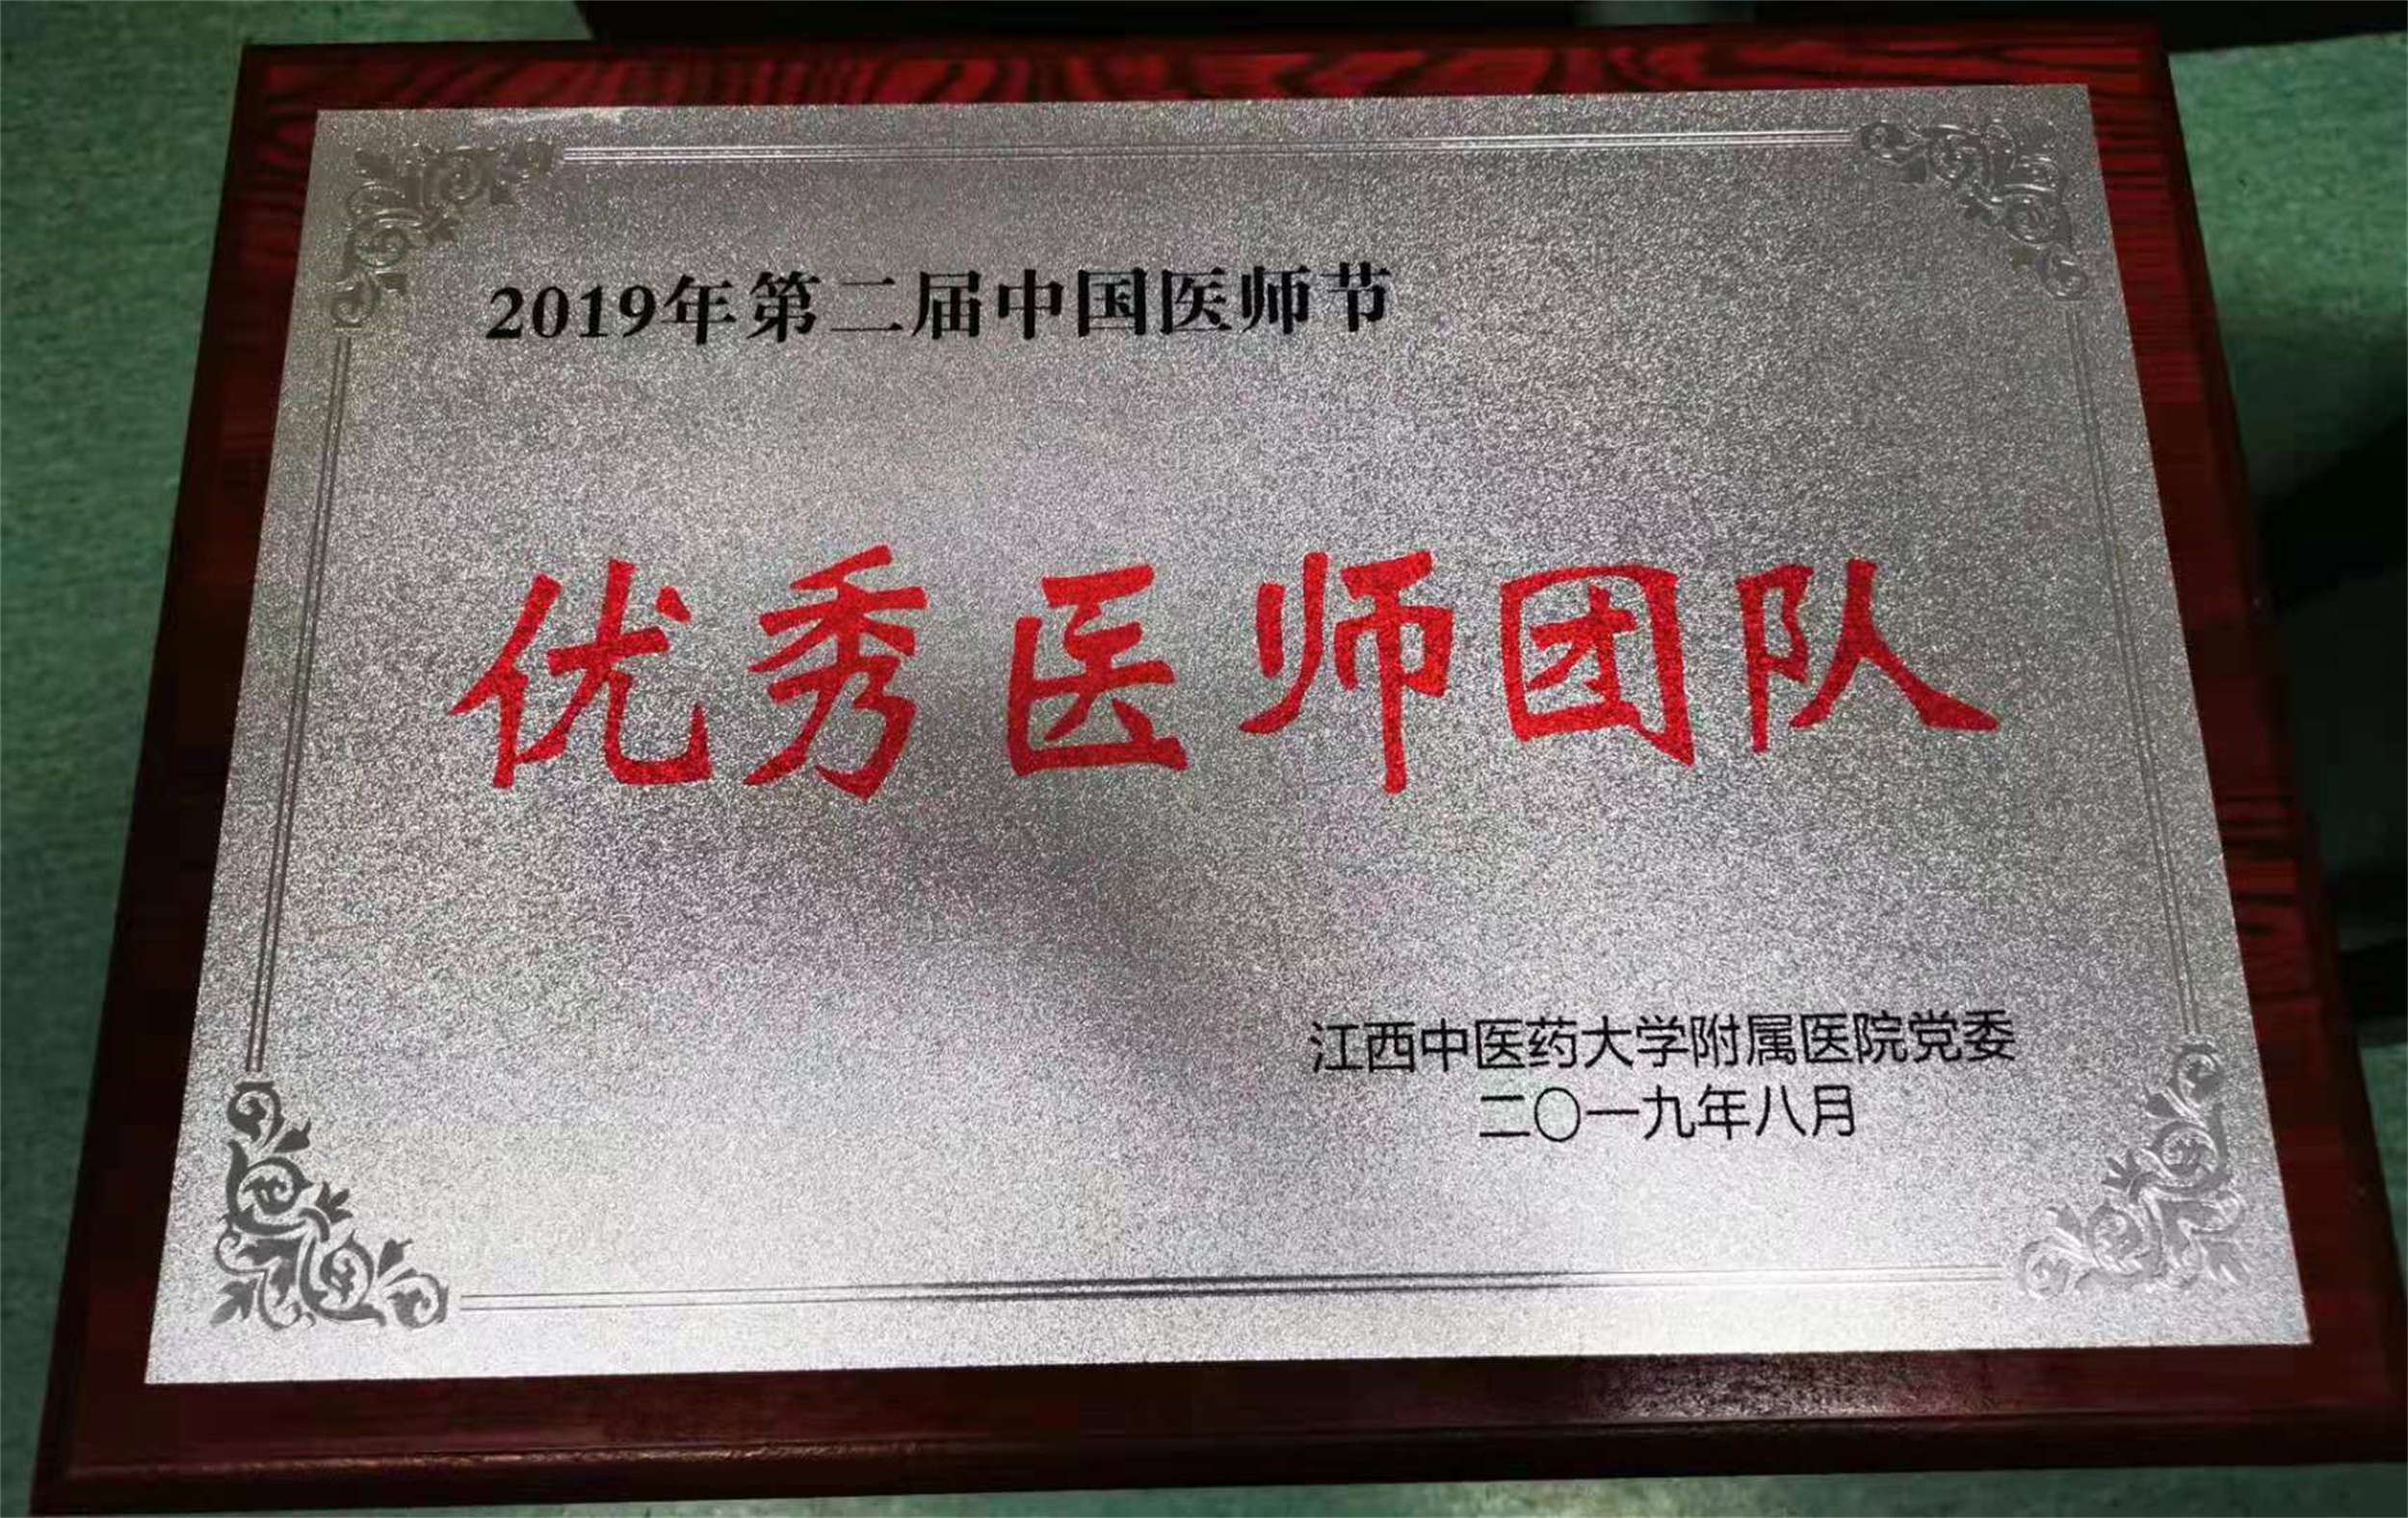 2019年第二届中国医师节
优秀医师团队
江西中医药大学附属医院党委
二〇一九年八月